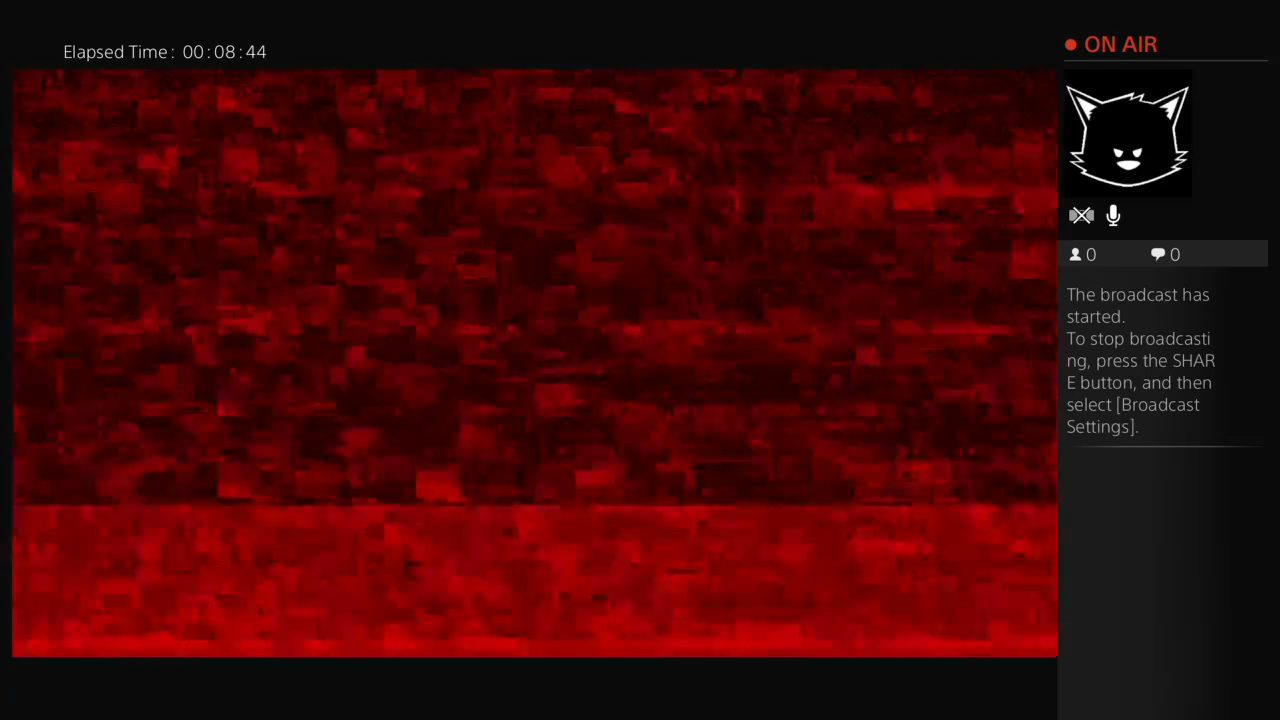 Elapsed Time: 00:08:44
ON AIR
0 0
The broadcast has
started.
To stop broadcasti
ng, press the SHAR
E button, and then
select [Broadcast
Settings].